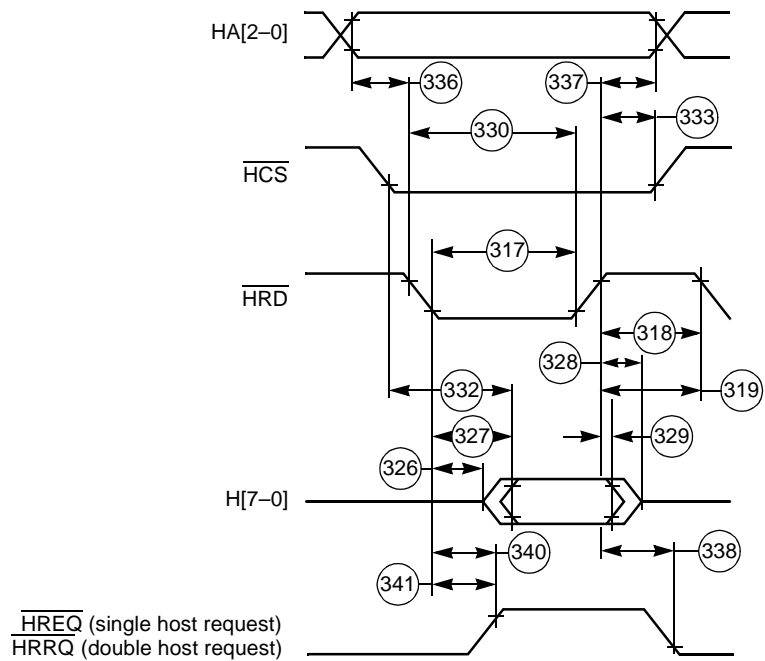 HA[2–0]
336
337
333
330
HCS
317
HRD
318
328
332
319
327
329
326
H[7–0]
340
338
341
HREQ (single host request)
HRRQ (double host request)